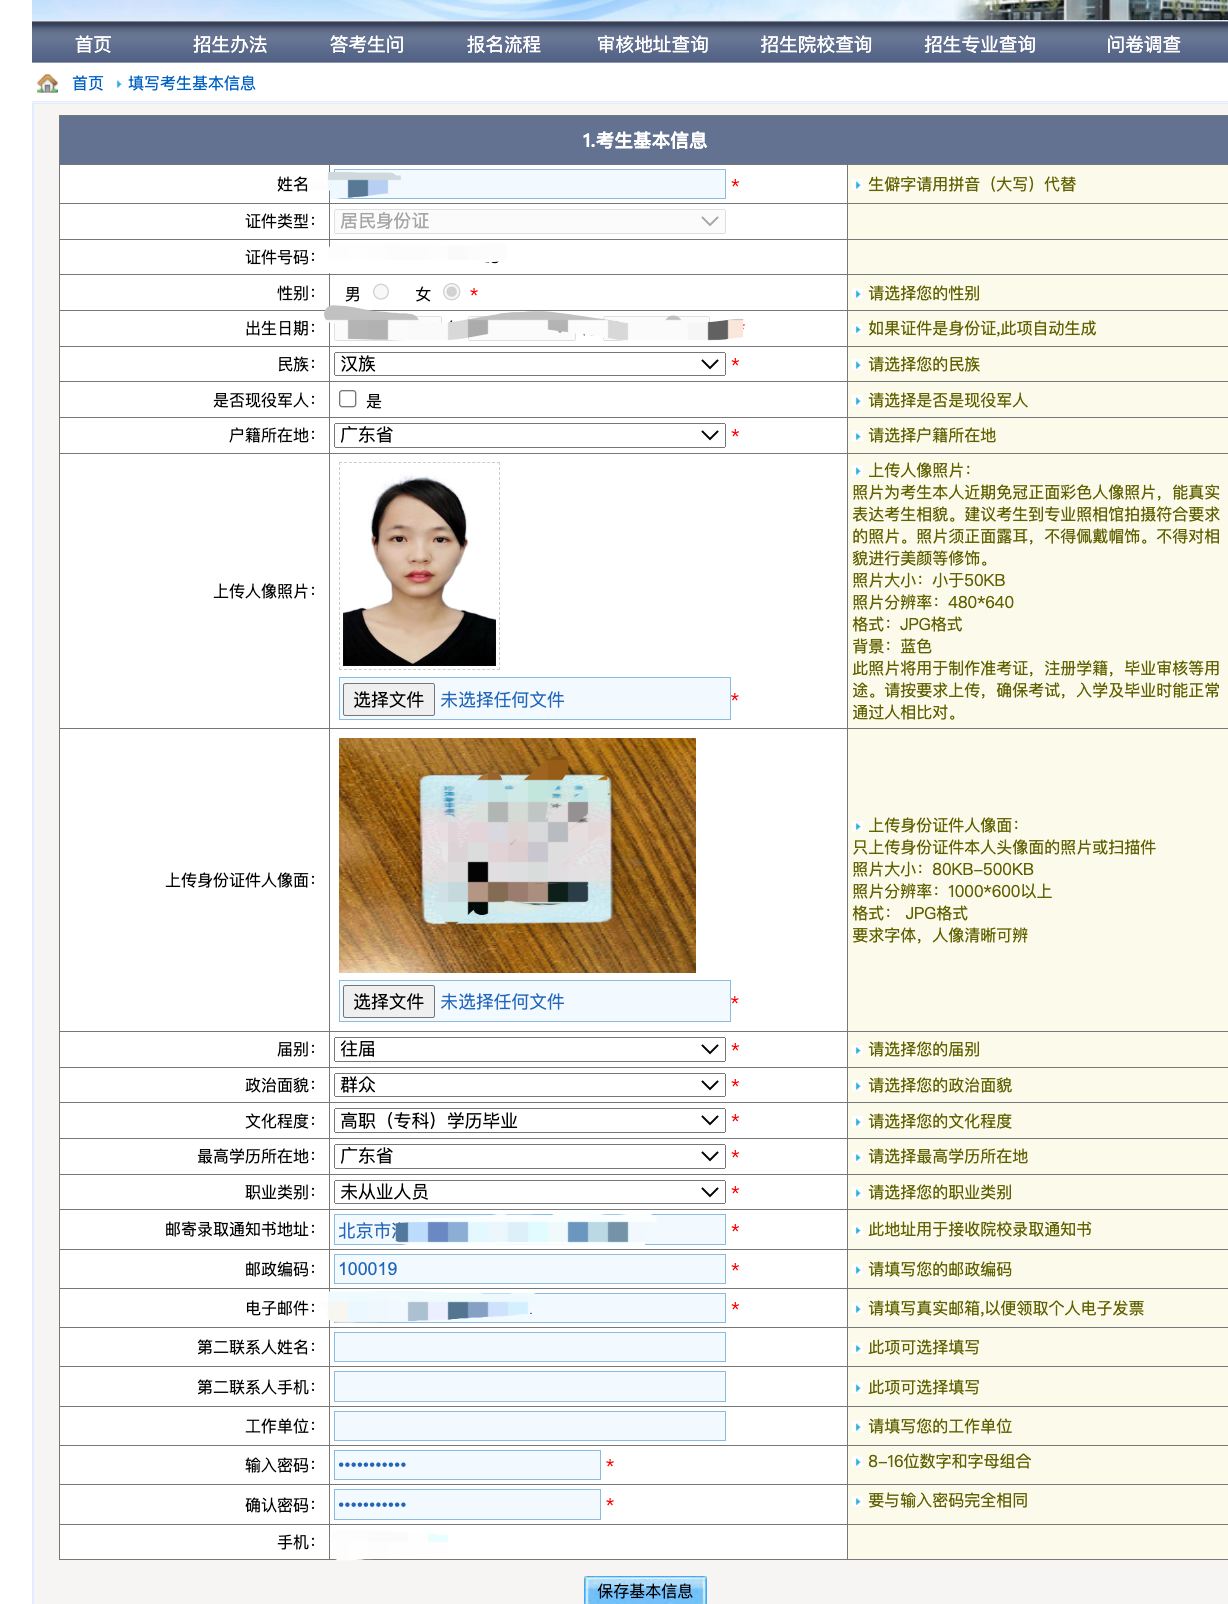 首页 招生办法 答考生问 报名流程 审核地址查询 招生院校查询 招生专业查询 问卷调查
首页 填写考生基本信息
1.考生基本信息
姓名 * 生僻字请用拼音（大写）代替
证件类型： 居民身份证
证件号码：
性别： 男 女 * 请选择您的性别
出生日期： * 如果证件是身份证,此项自动生成
民族： 汉族 * 请选择您的民族
是否现役军人： 是 请选择是否是现役军人
户籍所在地： 广东省 * 请选择户籍所在地
上传人像照片：
选择文件 未选择任何文件 *
上传人像照片：
照片为考生本人近期免冠正面彩色人像照片，能真实
表达考生相貌。建议考生到专业照相馆拍摄符合要求
的照片。照片须正面露耳，不得佩戴帽饰。不得对相
貌进行美颜等修饰。
照片大小：小于50KB
照片分辨率：480*640
格式：JPG格式
背景：蓝色
此照片将用于制作准考证，注册学籍，毕业审核等用
途。请按要求上传，确保考试，入学及毕业时能正常
通过人相比对。
上传身份证件人像面：
选择文件 未选择任何文件 *
上传身份证件人像面：
只上传身份证件本人头像面的照片或扫描件
照片大小：80KB-500KB
照片分辨率：1000*600以上
格式： JPG格式
要求字体，人像清晰可辨
届别： 往届 * 请选择您的届别
政治面貌： 群众 * 请选择您的政治面貌
文化程度： 高职（专科）学历毕业 * 请选择您的文化程度
最高学历所在地： 广东省 * 请选择最高学历所在地
职业类别： 未从业人员 * 请选择您的职业类别
邮寄录取通知书地址： 北京市 * 此地址用于接收院校录取通知书
邮政编码： 100019 * 请填写您的邮政编码
电子邮件： * 请填写真实邮箱,以便领取个人电子发票
第二联系人姓名： 此项可选择填写
第二联系人手机： 此项可选择填写
工作单位： 请填写您的工作单位
输入密码： ••••••••••• * 8-16位数字和字母组合
确认密码： ••••••••••• * 要与输入密码完全相同
手机：
保存基本信息